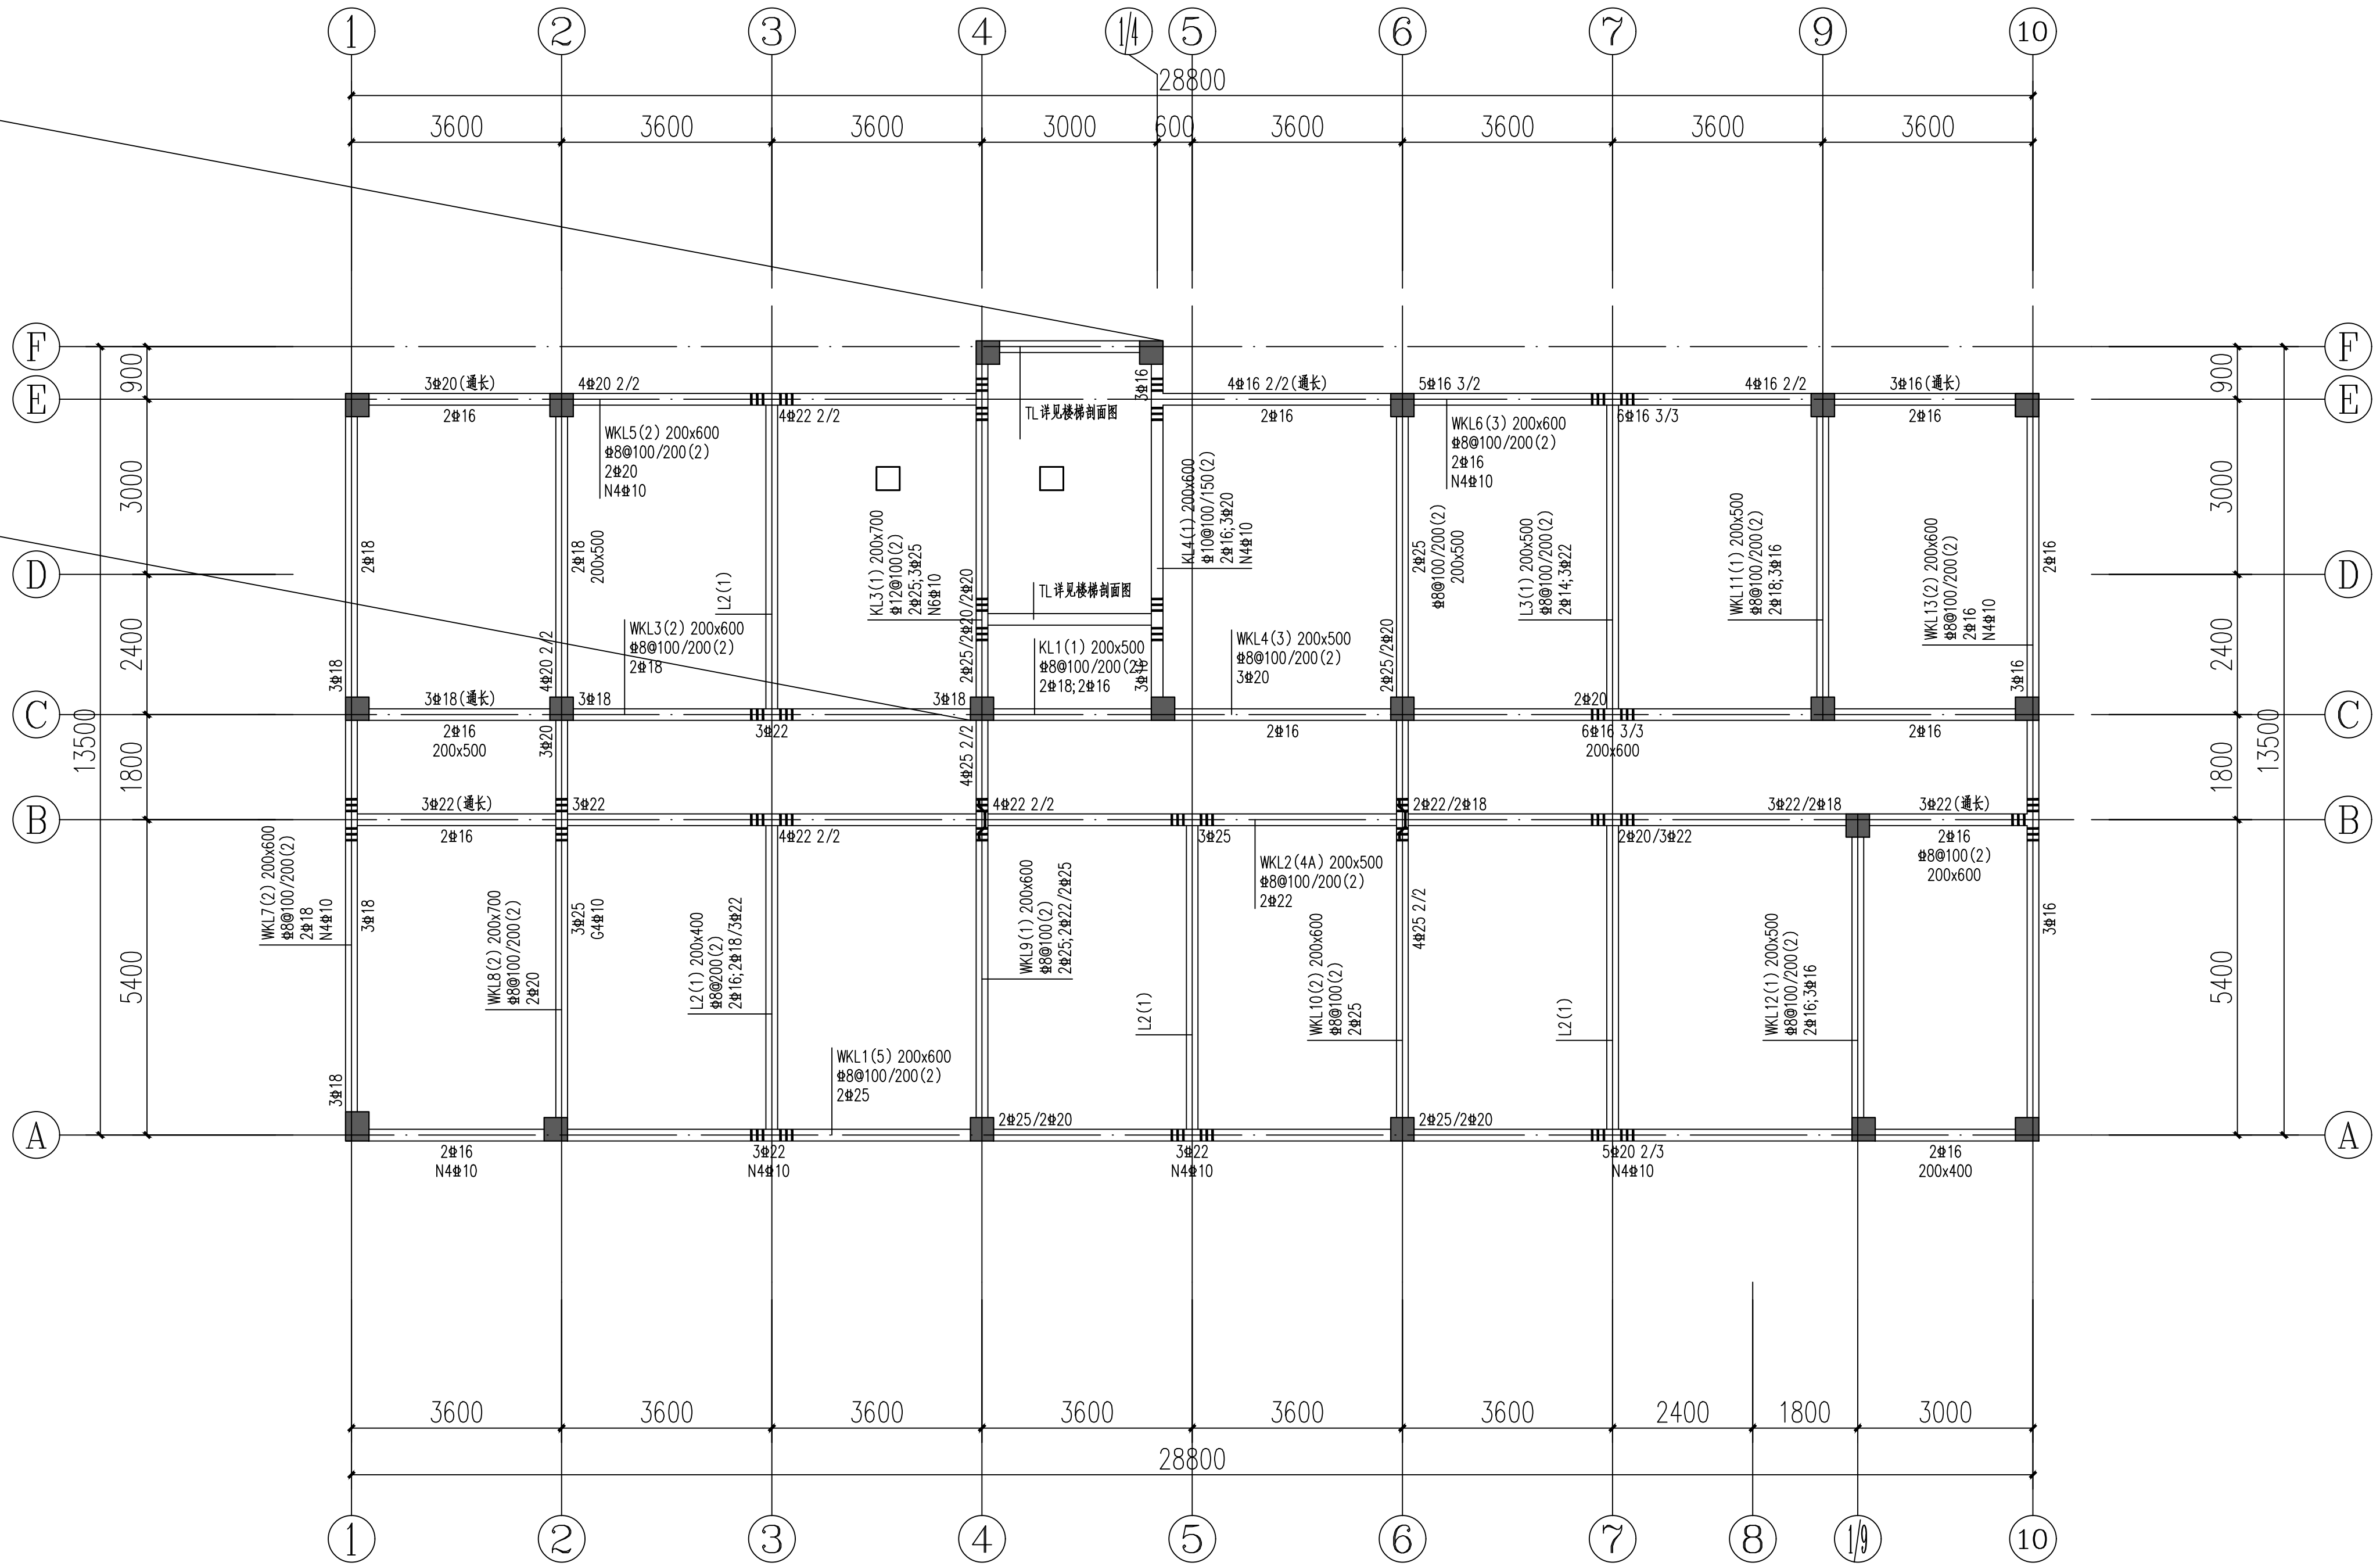 1
2
3
4
1/4
5
6
7
9
10
28800
3600
3600
3600
3000
600
3600
3600
3600
3600
F
F
900
900
E
E
3⌽20(通长)
4⌽20 2/2
3⌽16
4⌽16 2/2(通长)
5⌽16 3/2
4⌽16 2/2
3⌽16(通长)
2⌽16
4⌽22 2/2
TL详见楼梯剖面图
2⌽16
6⌽16 3/3
2⌽16
WKL5(2) 200x600
⌽8@100/200(2)
2⌽20
N4⌽10
WKL6(3) 200x600
⌽8@100/200(2)
2⌽16
N4⌽10
3000
3000
2⌽18
2⌽18
200x500
KL3(1) 200x700
⌽12@100(2)
2⌽25;3⌽25
N6⌽10
KL4(1) 200x600
⌽10@100/150(2)
2⌽16;3⌽20
N4⌽10
2⌽25
⌽8@100/200(2)
200x500
L3(1) 200x500
⌽8@100/200(2)
2⌽14;3⌽22
WKL11(1) 200x500
⌽8@100/200(2)
2⌽18;3⌽16
WKL13(2) 200x600
⌽8@100/200(2)
2⌽16
N4⌽10
2⌽16
D
D
L2(1)
TL详见楼梯剖面图
2400
2400
WKL3(2) 200x600
⌽8@100/200(2)
2⌽18
KL1(1) 200x500
⌽8@100/200(2)
2⌽18;2⌽16
WKL4(3) 200x500
⌽8@100/200(2)
3⌽20
3⌽18
4⌽20 2/2
2⌽25/2⌽20/2⌽20
3⌽16
2⌽25/2⌽20
3⌽16
3⌽18(通长)
3⌽18
3⌽18
2⌽20
C
C
2⌽16
200x500
3⌽22
2⌽16
6⌽16 3/3
200x600
2⌽16
13500
13500
3⌽20
4⌽25 2/2
1800
1800
3⌽22(通长)
3⌽22
4⌽22 2/2
2⌽22/2⌽18
3⌽22/2⌽18
3⌽22(通长)
B
B
2⌽16
4⌽22 2/2
3⌽25
2⌽20/3⌽22
2⌽16
⌽8@100(2)
200x600
WKL2(4A) 200x500
⌽8@100/200(2)
2⌽22
WKL7(2) 200x600
⌽8@100/200(2)
2⌽18
N4⌽10
3⌽18
WKL8(2) 200x700
⌽8@100/200(2)
2⌽20
3⌽25
G4⌽10
L2(1) 200x400
⌽8@200(2)
2⌽16;2⌽18/3⌽22
WKL9(1) 200x600
⌽8@100(2)
2⌽25;2⌽22/2⌽25
L2(1)
WKL10(2) 200x600
⌽8@100(2)
2⌽25
4⌽25 2/2
L2(1)
WKL12(1) 200x500
⌽8@100/200(2)
2⌽16;3⌽16
3⌽16
5400
5400
WKL1(5) 200x600
⌽8@100/200(2)
2⌽25
3⌽18
2⌽25/2⌽20
2⌽25/2⌽20
A
A
2⌽16
N4⌽10
3⌽22
N4⌽10
3⌽22
N4⌽10
5⌽20 2/3
N4⌽10
2⌽16
200x400
3600
3600
3600
3600
3600
3600
2400
1800
3000
28800
1
2
3
4
5
6
7
8
1/9
10